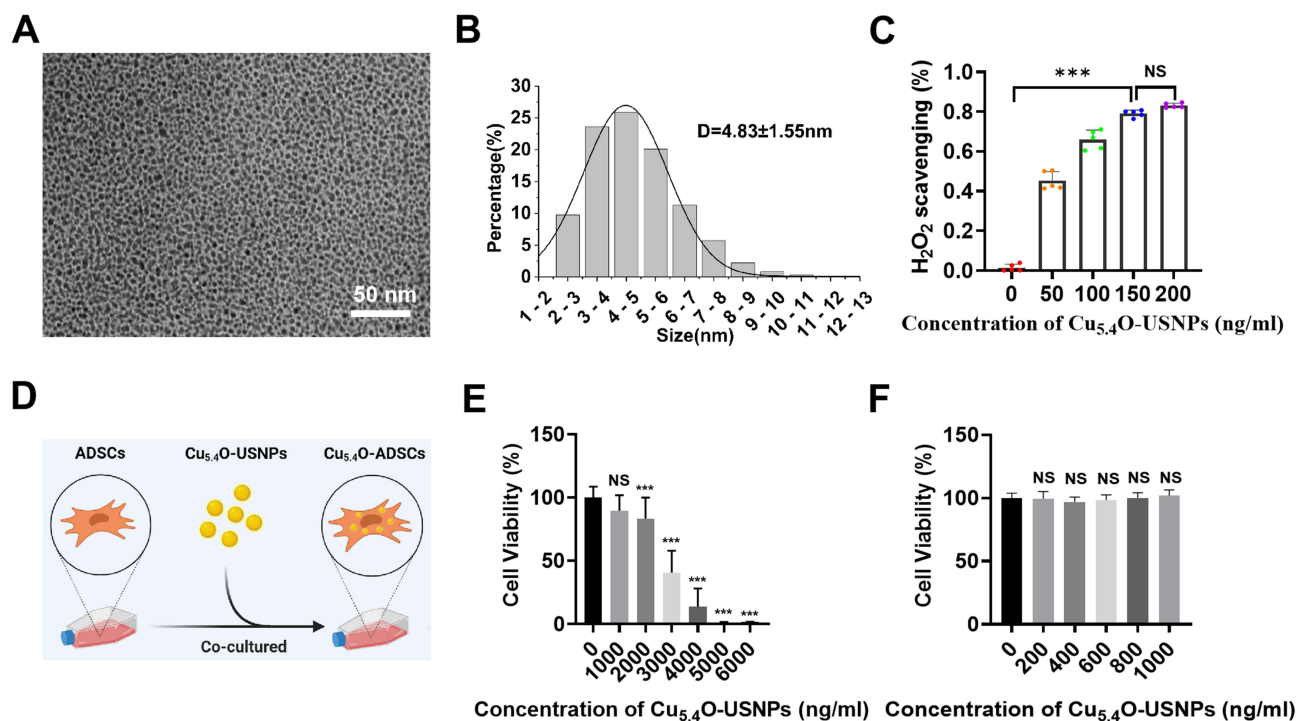 A
50 nm
B
Percentage(%)
30
25
20
15
10
5
0
D=4.83±1.55nm
1 - 2
2 - 3
3 - 4
4 - 5
5 - 6
6 - 7
7 - 8
8 - 9
9 - 10
10 - 11
11 - 12
12 - 13
Size(nm)
C
H₂O₂ scavenging (%)
1.0
0.8
0.6
0.4
0.2
0.0
***
NS
0 50 100 150 200
Concentration of Cu₅.₄O-USNPs (ng/ml)
D
ADSCs
Cu₅.₄O-USNPs
Cu₅.₄O-ADSCs
Co-cultured
E
Cell Viability (%)
150
100
50
0
NS
***
***
***
***
***
0
1000
2000
3000
4000
5000
6000
Concentration of Cu₅.₄O-USNPs (ng/ml)
F
Cell Viability (%)
150
100
50
0
NS
NS
NS
NS
NS
0
200
400
600
800
1000
Concentration of Cu₅.₄O-USNPs (ng/ml)